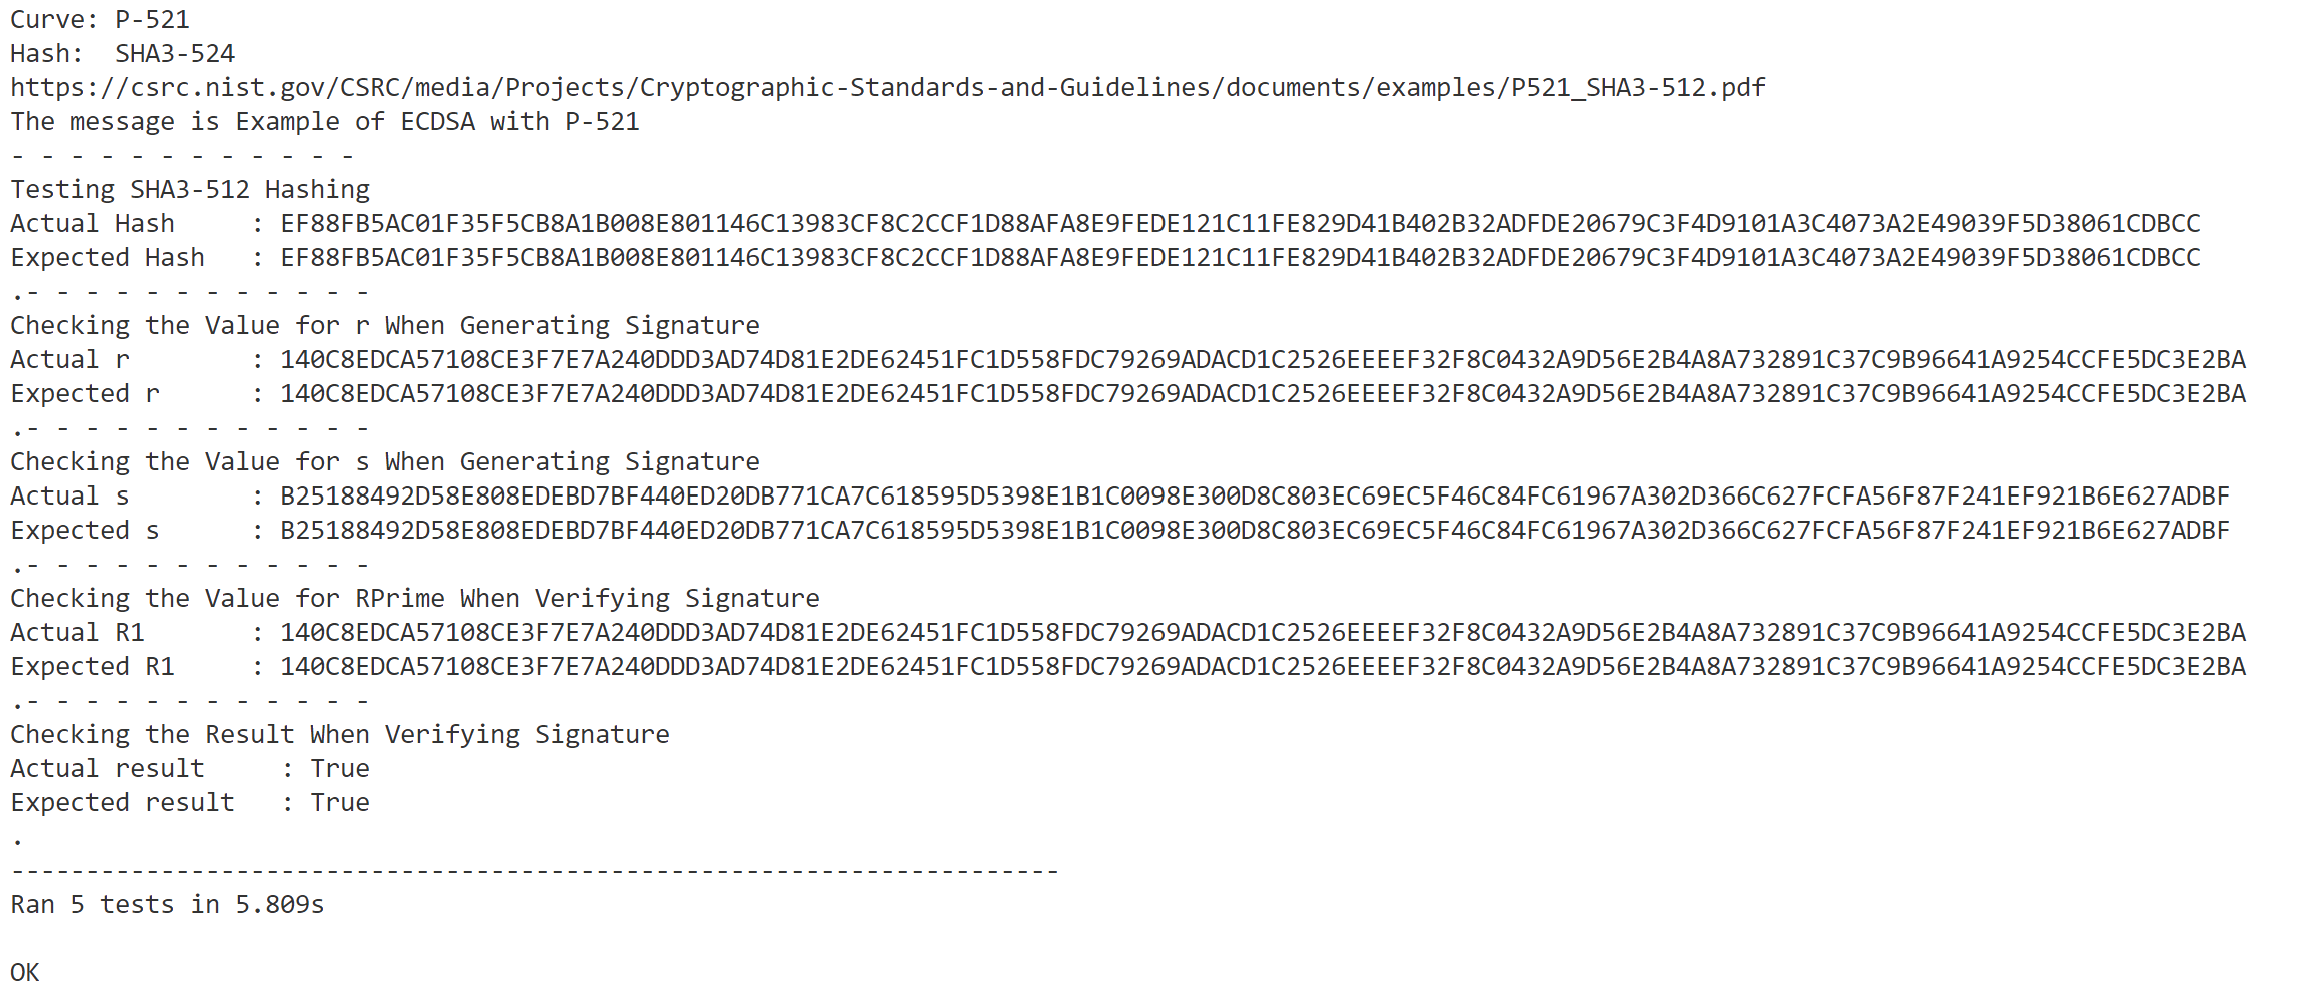 Curve: P-521
Hash:  SHA3-524
https://csrc.nist.gov/CSRC/media/Projects/Cryptographic-Standards-and-Guidelines/documents/examples/P521_SHA3-512.pdf
The message is Example of ECDSA with P-521
- - - - - - - - - - - -
Testing SHA3-512 Hashing
Actual Hash     : EF88FB5AC01F35F5CB8A1B008E801146C13983CF8C2CCF1D88AFA8E9FEDE121C11FE829D41B402B32ADFDE20679C3F4D9101A3C4073A2E49039F5D38061CDBCC
Expected Hash   : EF88FB5AC01F35F5CB8A1B008E801146C13983CF8C2CCF1D88AFA8E9FEDE121C11FE829D41B402B32ADFDE20679C3F4D9101A3C4073A2E49039F5D38061CDBCC
.- - - - - - - - - - - -
Checking the Value for r When Generating Signature
Actual r        : 140C8EDCA57108CE3F7E7A240DDD3AD74D81E2DE62451FC1D558FDC79269ADACD1C2526EEEEF32F8C0432A9D56E2B4A8A732891C37C9B96641A9254CCFE5DC3E2BA
Expected r      : 140C8EDCA57108CE3F7E7A240DDD3AD74D81E2DE62451FC1D558FDC79269ADACD1C2526EEEEF32F8C0432A9D56E2B4A8A732891C37C9B96641A9254CCFE5DC3E2BA
.- - - - - - - - - - - -
Checking the Value for s When Generating Signature
Actual s        : B25188492D58E808EDEBD7BF440ED20DB771CA7C618595D5398E1B1C0098E300D8C803EC69EC5F46C84FC61967A302D366C627FCFA56F87F241EF921B6E627ADBF
Expected s      : B25188492D58E808EDEBD7BF440ED20DB771CA7C618595D5398E1B1C0098E300D8C803EC69EC5F46C84FC61967A302D366C627FCFA56F87F241EF921B6E627ADBF
.- - - - - - - - - - - -
Checking the Value for RPrime When Verifying Signature
Actual R1       : 140C8EDCA57108CE3F7E7A240DDD3AD74D81E2DE62451FC1D558FDC79269ADACD1C2526EEEEF32F8C0432A9D56E2B4A8A732891C37C9B96641A9254CCFE5DC3E2BA
Expected R1     : 140C8EDCA57108CE3F7E7A240DDD3AD74D81E2DE62451FC1D558FDC79269ADACD1C2526EEEEF32F8C0432A9D56E2B4A8A732891C37C9B96641A9254CCFE5DC3E2BA
.- - - - - - - - - - - -
Checking the Result When Verifying Signature
Actual result     : True
Expected result   : True
.
----------------------------------------------------------------------
Ran 5 tests in 5.809s

OK